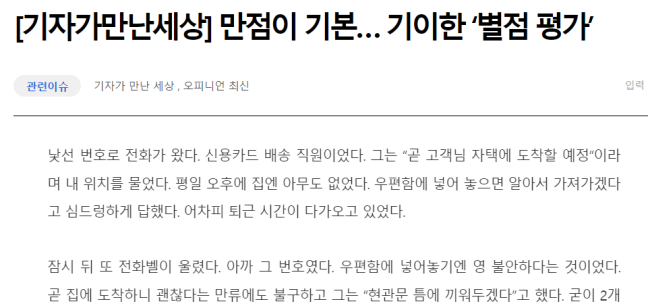 [기자가만난세상] 만점이 기본… 기이한 ‘별점 평가’
관련이슈 기자가 만난 세상 , 오피니언 최신 입력
낯선 번호로 전화가 왔다. 신용카드 배송 직원이었다. 그는 “곧 고객님 자택에 도착할 예정”이라
며 내 위치를 물었다. 평일 오후에 집엔 아무도 없었다. 우편함에 넣어 놓으면 알아서 가져가겠다
고 심드렁하게 답했다. 어차피 퇴근 시간이 다가오고 있었다.
잠시 뒤 또 전화벨이 울렸다. 아까 그 번호였다. 우편함에 넣어놓기엔 영 불안하다는 것이었다.
곧 집에 도착하니 괜찮다는 만류에도 불구하고 그는 “현관문 틈에 끼워두겠다”고 했다. 굳이 2개